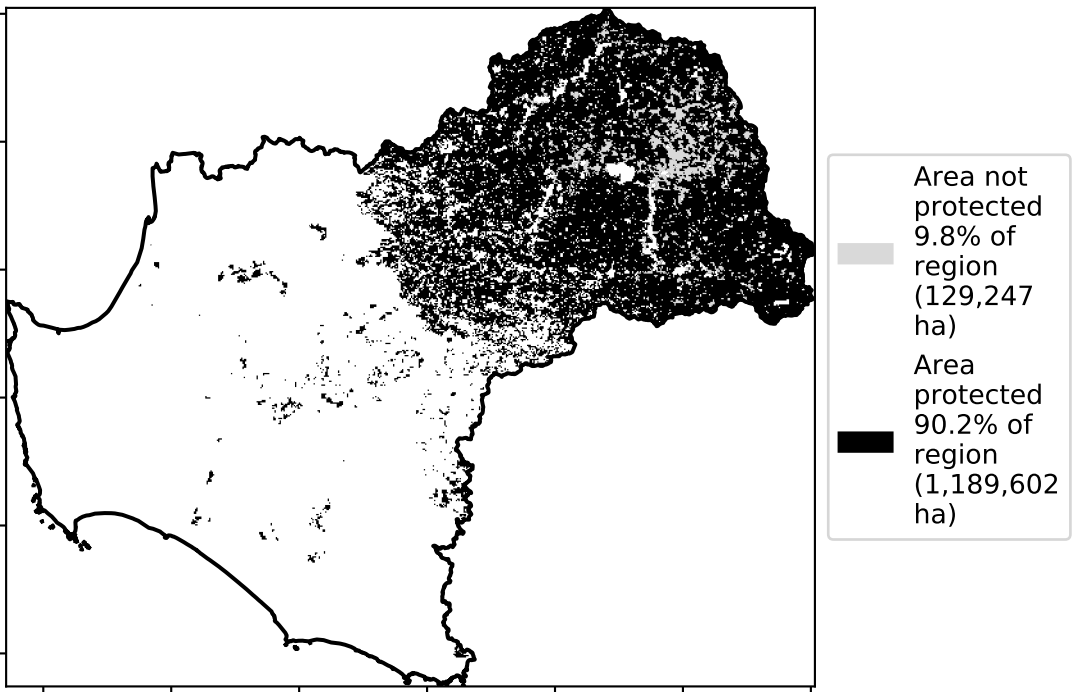 Area not
protected
9.8% of
region
(129,247
ha)
Area
protected
90.2% of
region
(1,189,602
ha)